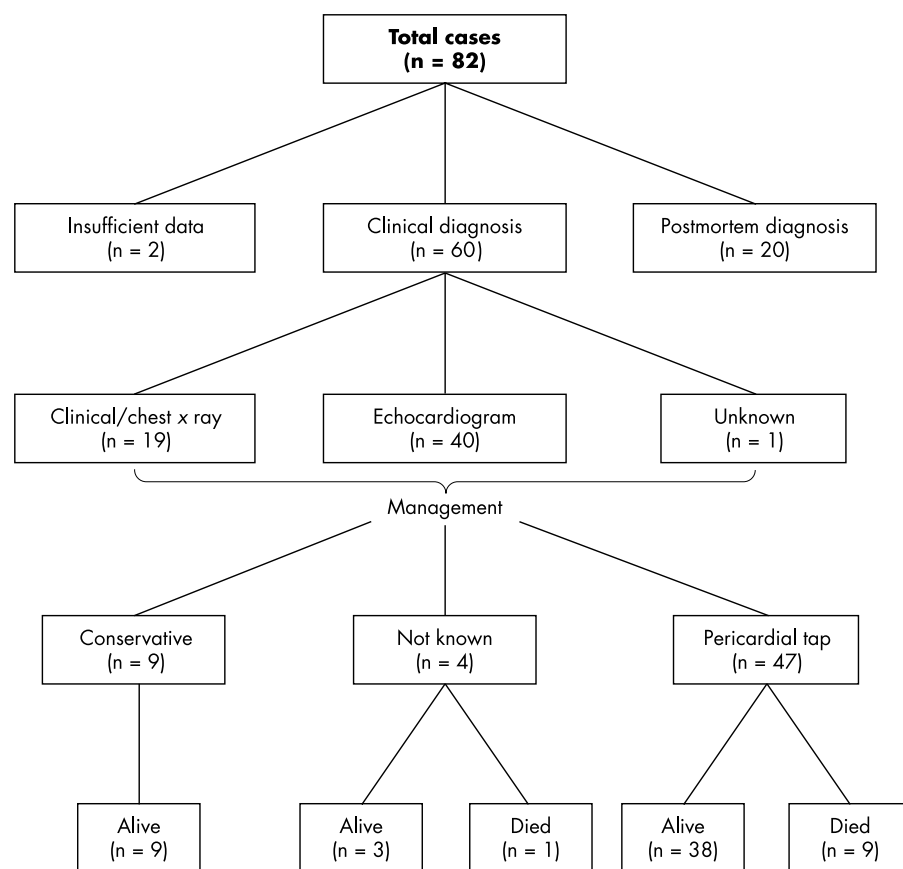 Total cases
(n = 82)
Insufficient data
(n = 2)
Clinical diagnosis
(n = 60)
Postmortem diagnosis
(n = 20)
Clinical/chest x ray
(n = 19)
Echocardiogram
(n = 40)
Unknown
(n = 1)
Management
Conservative
(n = 9)
Not known
(n = 4)
Pericardial tap
(n = 47)
Alive
(n = 9)
Alive
(n = 3)
Died
(n = 1)
Alive
(n = 38)
Died
(n = 9)